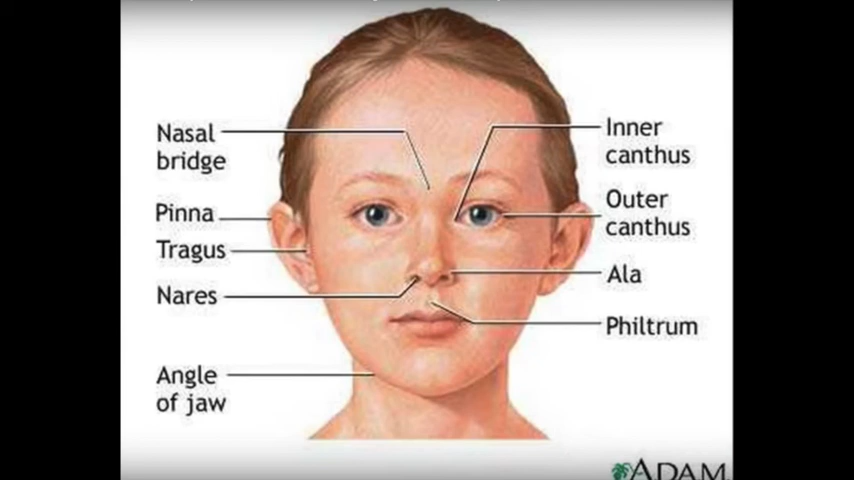 Nasal
bridge
Pinna
Tragus
Nares
Angle
of jaw
Inner
canthus
Outer
canthus
Ala
Philtrum
ADAM